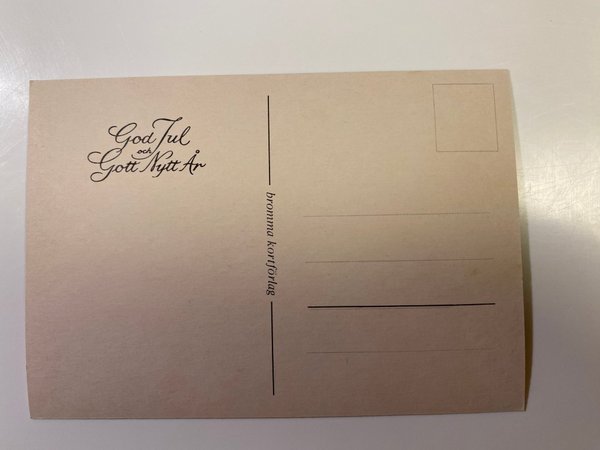 God Jul
och
Gott Nytt År
bromma kortförlag